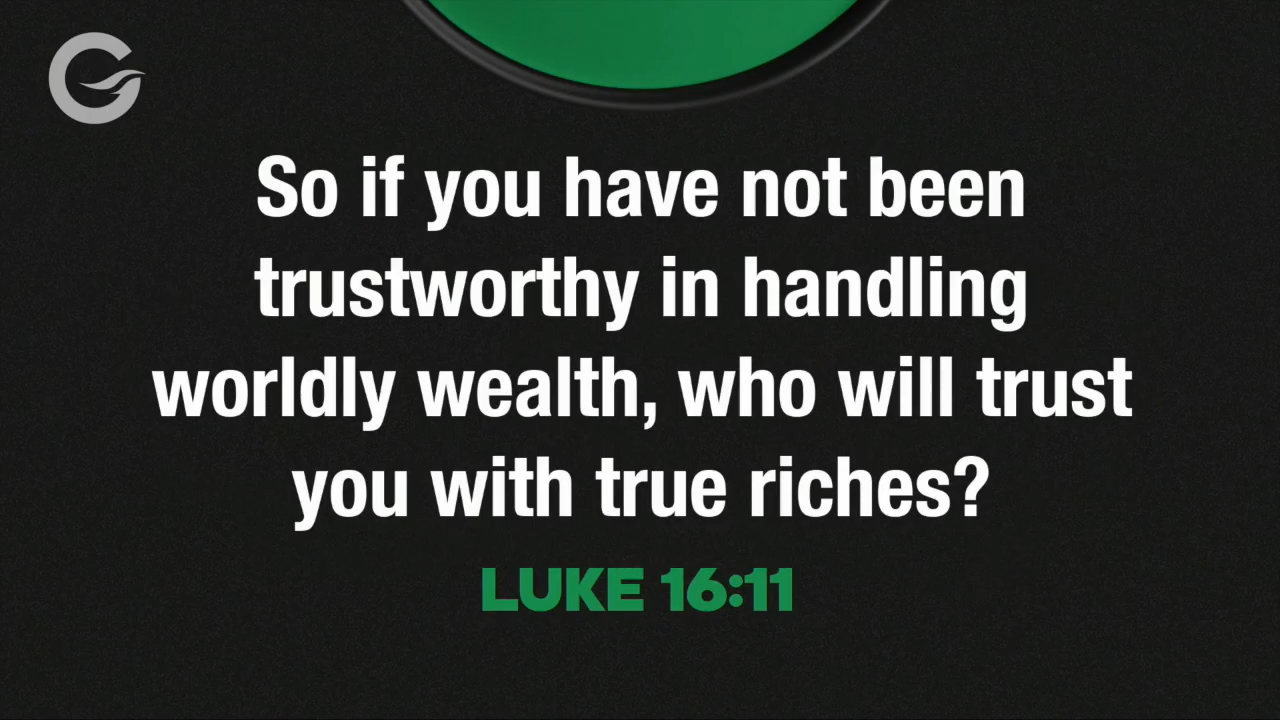 So if you have not been
trustworthy in handling
worldly wealth, who will trust
you with true riches?
LUKE 16:11